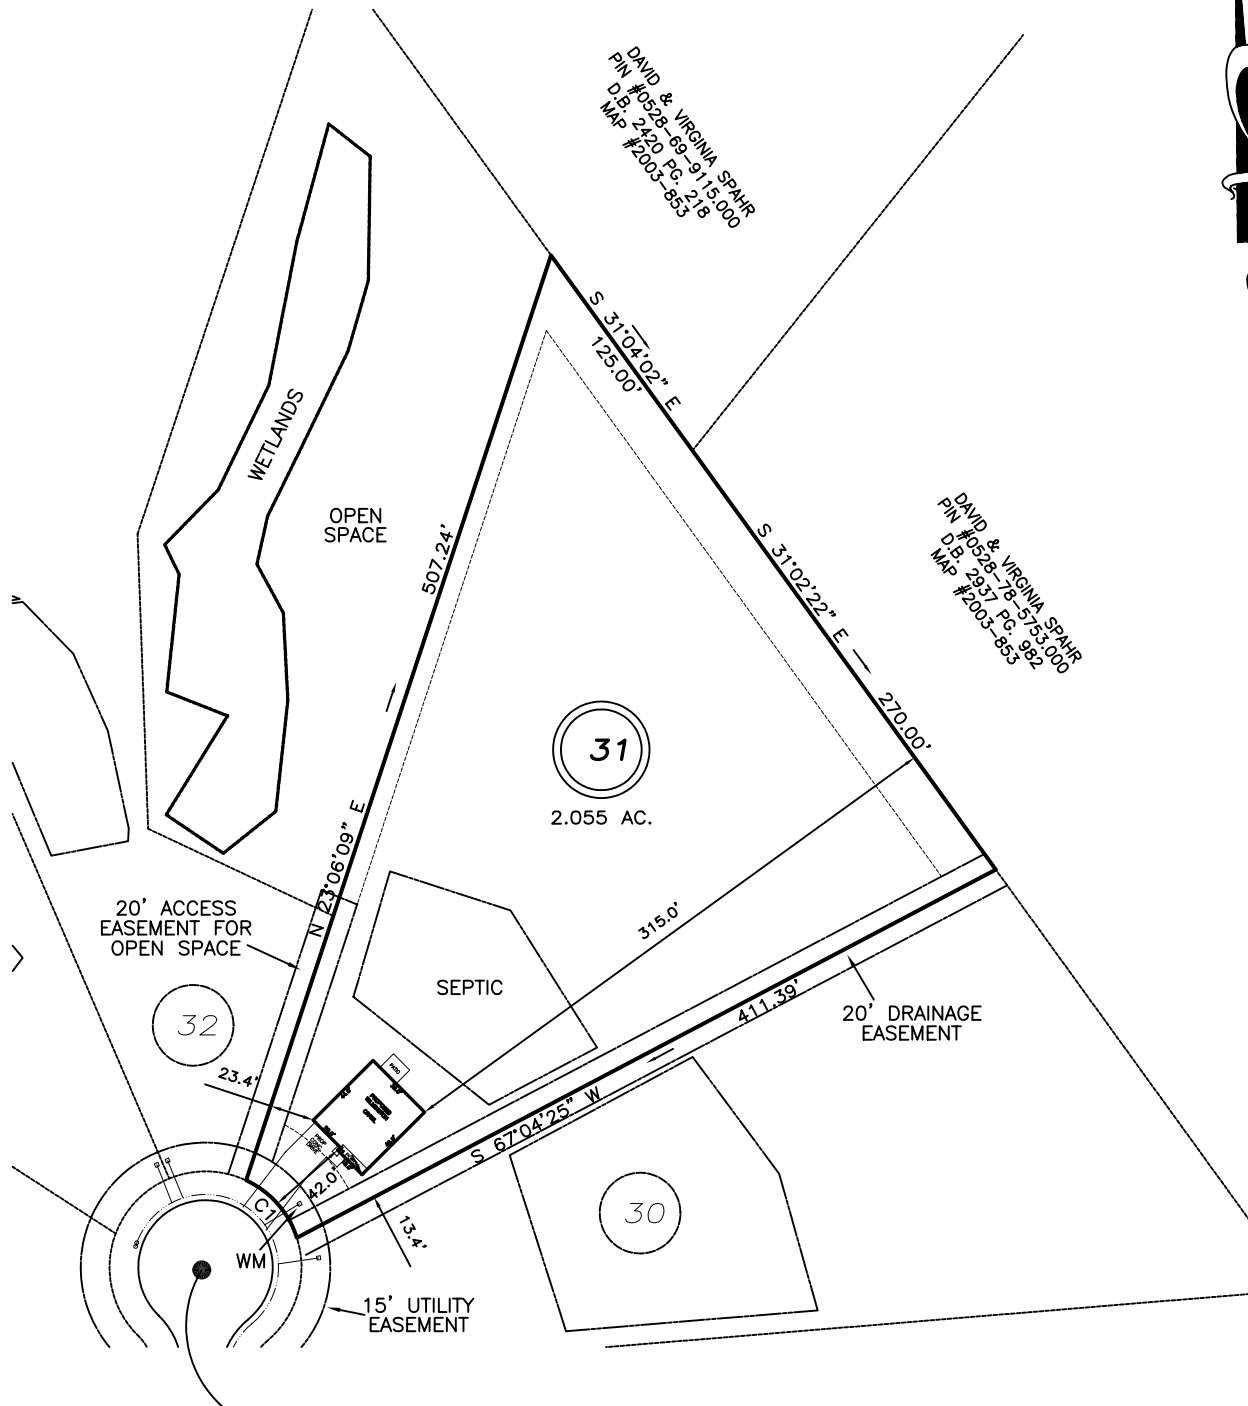 DAVID & VIRGINIA SPAHR
PIN #0528-69-9115.000
D.B. 2420 PG. 218
MAP #2003-853
S 31°04'02" E
125.00'
WETLANDS
OPEN
SPACE
507.24'
S 31°02'22" E
270.00'
DAVID & VIRGINIA SPAHR
PIN #0528-78-5753.000
D.B. 2937 PG. 982
MAP #2003-853
31
2.055 AC.
N 23°06'09" E
20' ACCESS
EASEMENT FOR
OPEN SPACE
315.0'
SEPTIC
32
411.39'
20' DRAINAGE
EASEMENT
23.4'
PATIO
S 67°04'25" W
42.0'
C1
13.4'
30
WM
15' UTILITY
EASEMENT